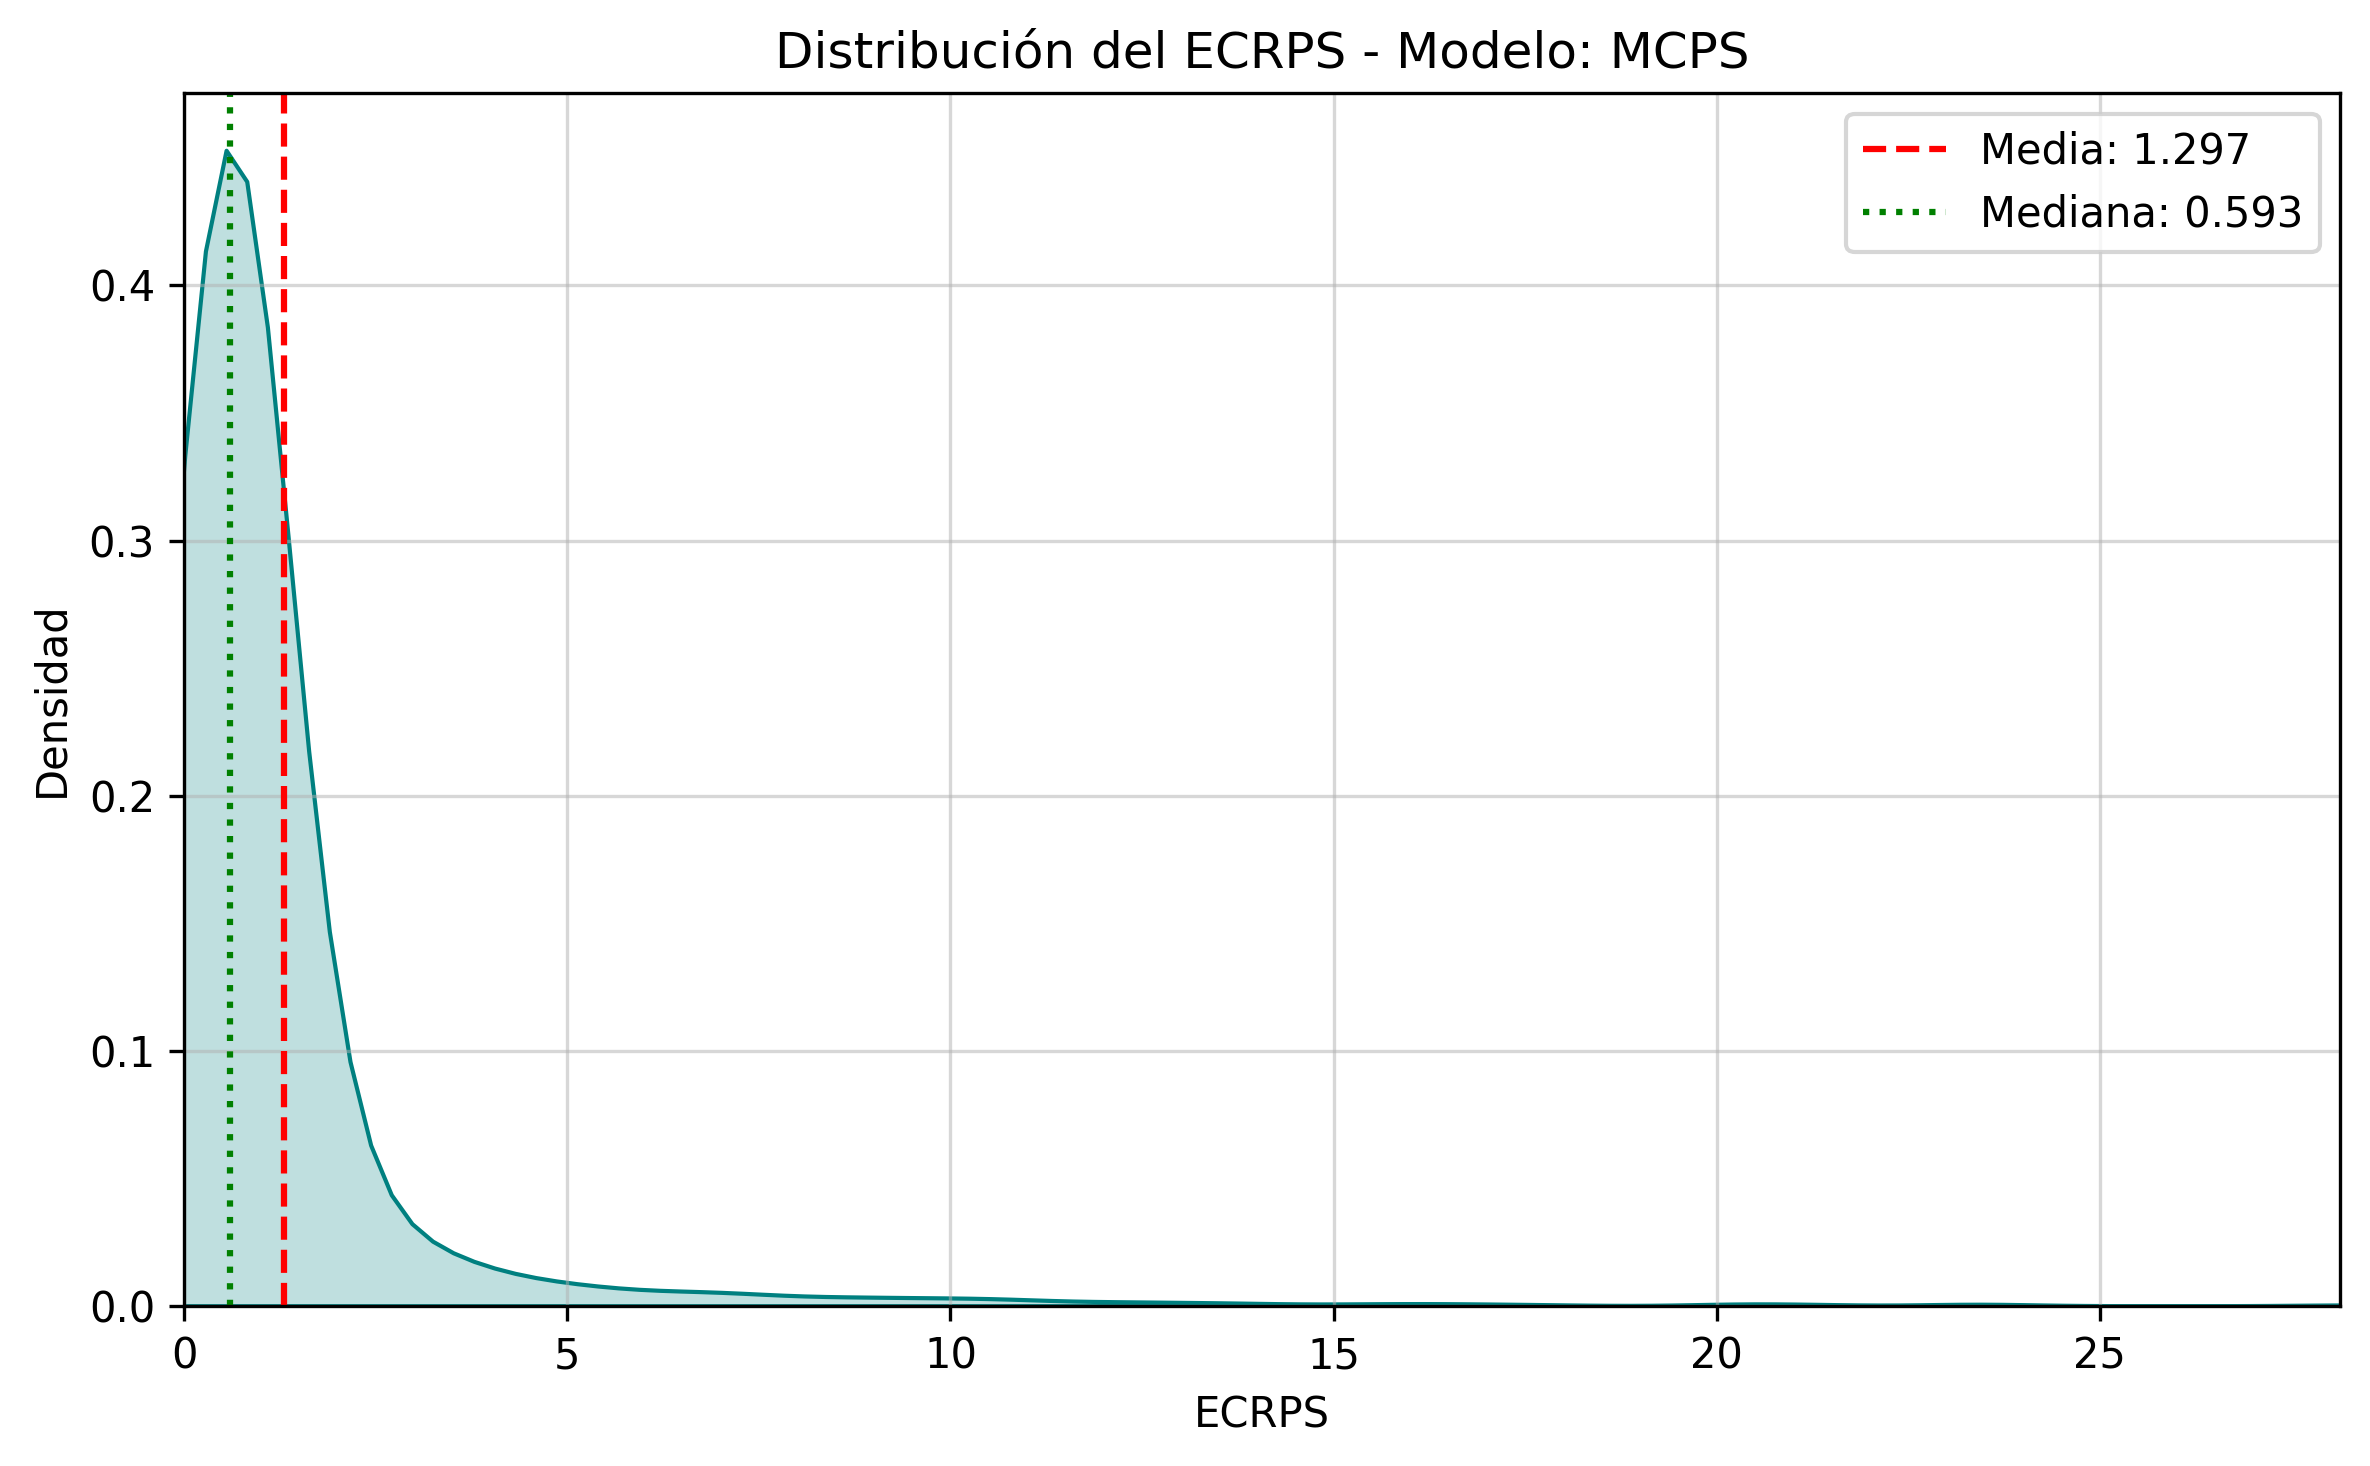 Distribución del ECRPS - Modelo: MCPS
Media: 1.297
Mediana: 0.593
Densidad
0.4
0.3
0.2
0.1
0.0
0 5 10 15 20 25
ECRPS